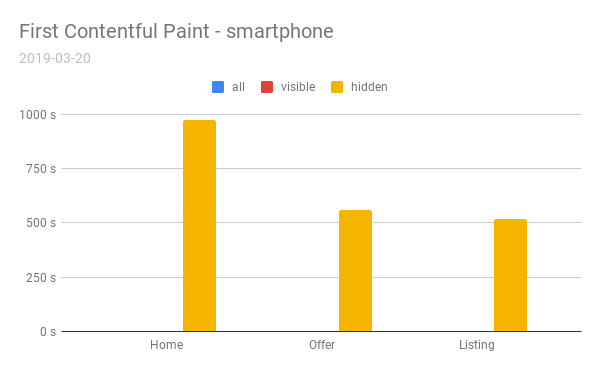 First Contentful Paint - smartphone
2019-03-20
all visible hidden
1000 s
750 s
500 s
250 s
0 s
Home Offer Listing